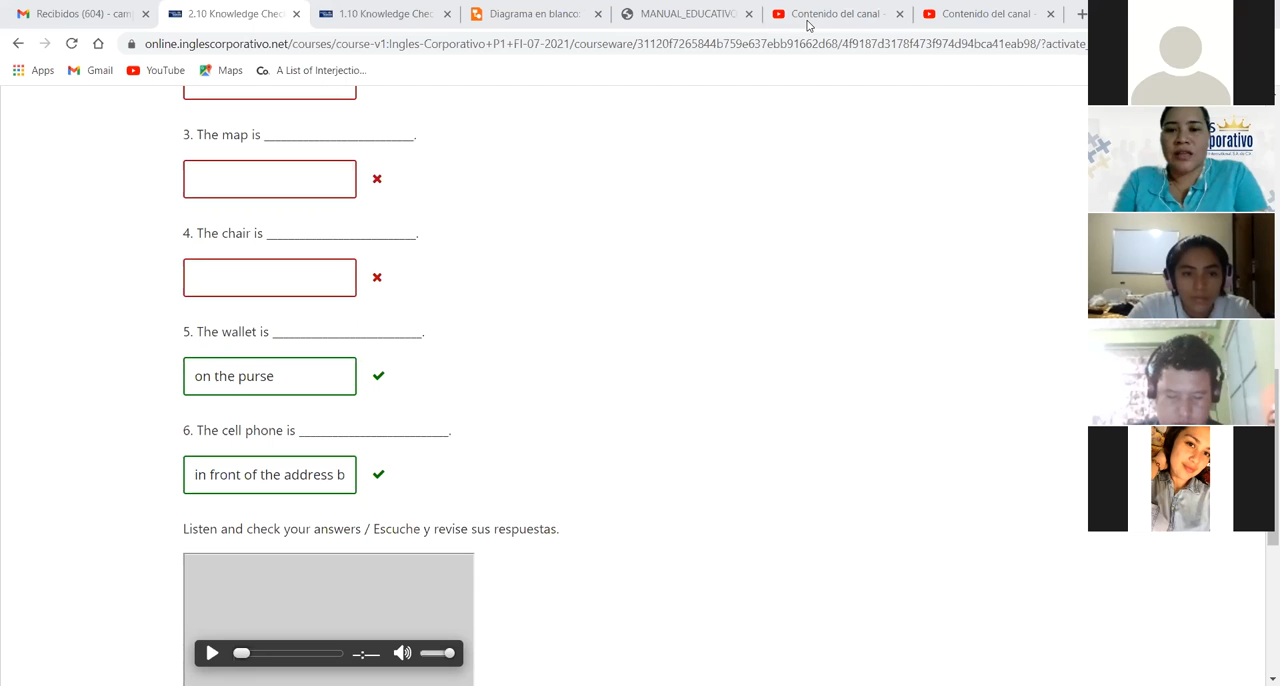 Recibidos (604) - cam
2.10 Knowledge Chec
1.10 Knowledge Chec
Diagrama en blanco:
MANUAL_EDUCATIVO
Contenido del canal -
Contenido del canal -
online.inglescorporativo.net/courses/course-v1:Ingles-Corporativo+P1+FI-07-2021/courseware/31120f7265844b759e637ebb91662d68/4f9187d3178f473f974d94bca41eab98/?activate_
Apps
Gmail
YouTube
Maps
Co. A List of Interjectio...
3. The map is ______________________.
4. The chair is ______________________.
5. The wallet is ______________________.
on the purse
6. The cell phone is ______________________.
in front of the address b
Listen and check your answers / Escuche y revise sus respuestas.
-:--